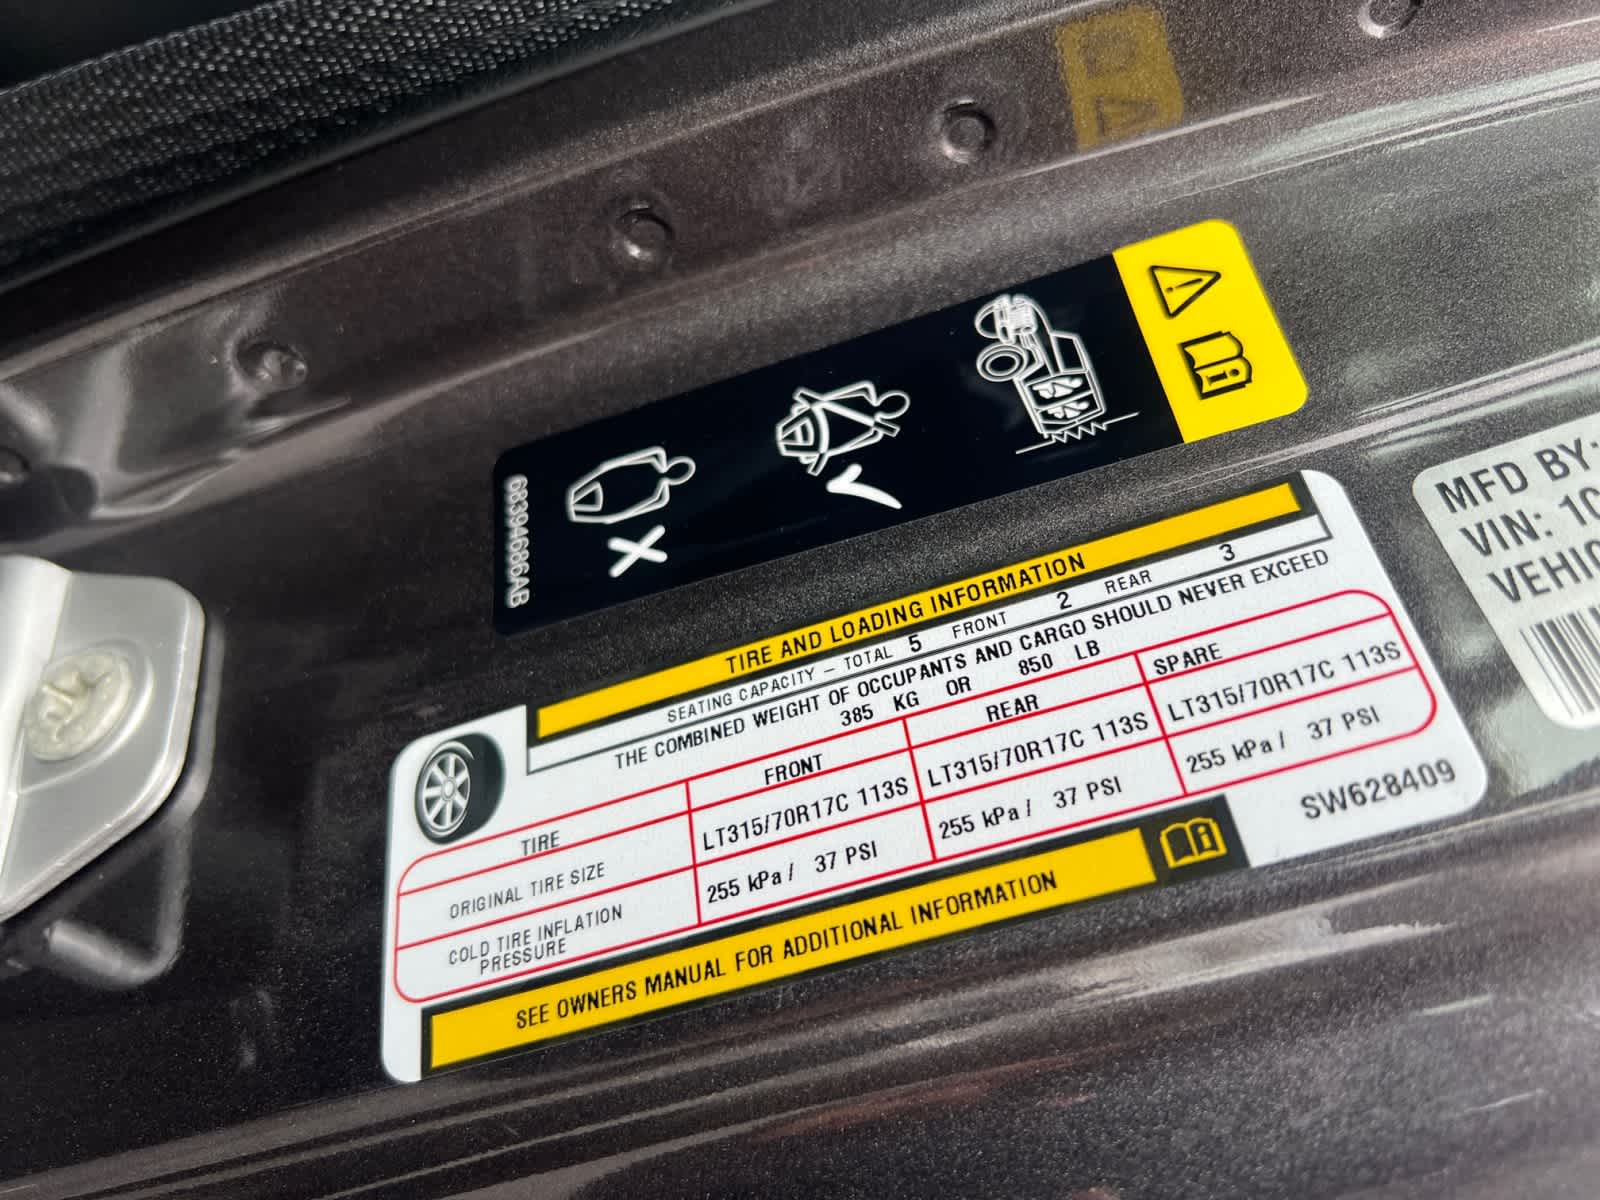 68394686AB
TIRE AND LOADING INFORMATION
SEATING CAPACITY – TOTAL 5 FRONT 2 REAR 3
THE COMBINED WEIGHT OF OCCUPANTS AND CARGO SHOULD NEVER EXCEED
385 KG OR 850 LB
TIRE FRONT REAR SPARE
ORIGINAL TIRE SIZE LT315/70R17C 113S LT315/70R17C 113S LT315/70R17C 113S
COLD TIRE INFLATION
PRESSURE 255 kPa / 37 PSI 255 kPa / 37 PSI 255 kPa / 37 PSI
SEE OWNERS MANUAL FOR ADDITIONAL INFORMATION
SW628409
MFD BY:
VIN: 1C